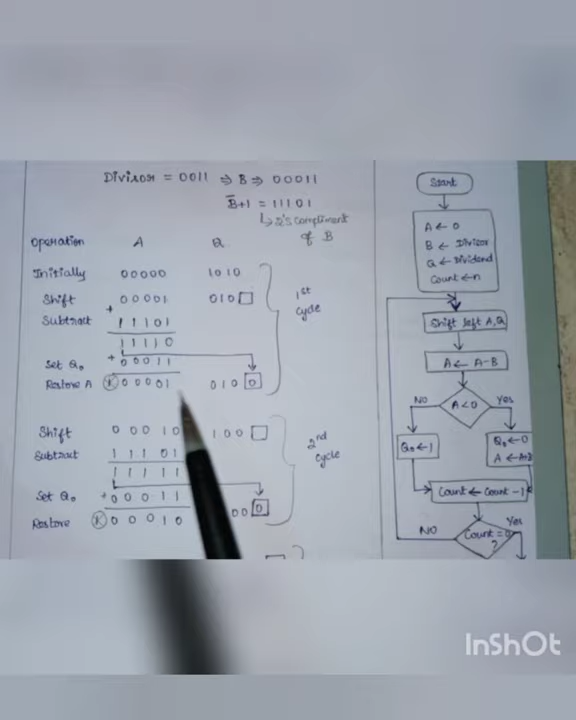 Divisor = 0011 ⇒ B ⇒ 00011
B̅+1 = 11101
↳ 2's compliment
of B
Operation A Q
Initially 00000 1010
Shift 00001 010□
Subtract + 11101
11110
Set Q₀ + 00011
Restore A 00001 010 0
1st
cycle
Shift 00010 100□
Subtract 11101
11111
Set Q₀ + 00011
Restore 00010 00 0
2nd
cycle
Start
A ← 0
B ← Divisor
Q ← Dividend
Count ← n
Shift left A,Q
A ← A-B
A<0
NO Yes
Q₀ ← 1
Q₀ ← 0
A ← A+B
Count ← Count -1
NO Yes
Count = 0
?
InShOt